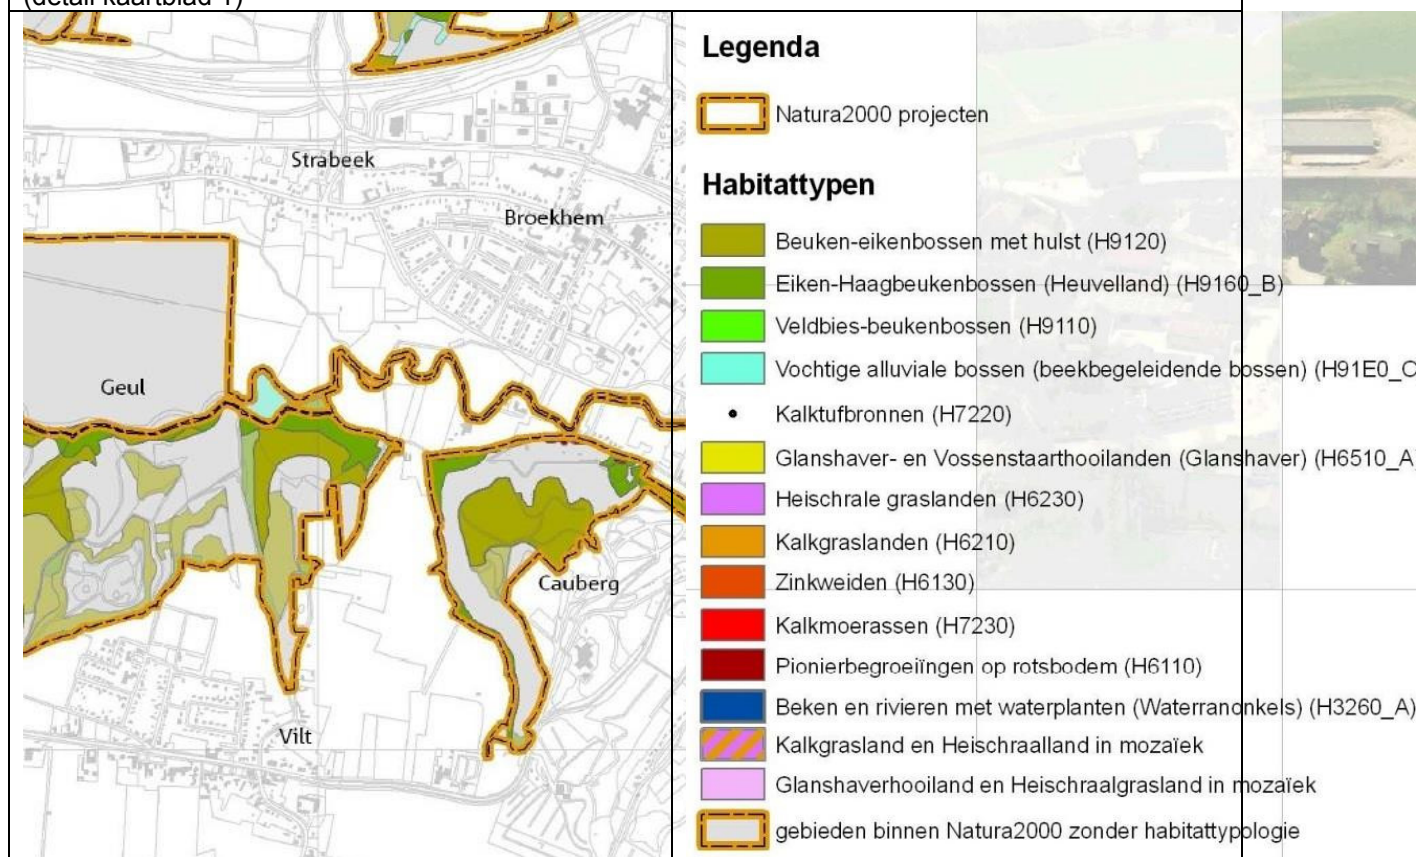 (detail kaartblad 1)
Strabeek
Broekhem
Geul
Cauberg
Vilt
Legenda
Natura2000 projecten
Habitattypen
Beuken-eikenbossen met hulst (H9120)
Eiken-Haagbeukenbossen (Heuvelland) (H9160_B)
Veldbies-beukenbossen (H9110)
Vochtige alluviale bossen (beekbegeleidende bossen) (H91E0_C
Kalktufbronnen (H7220)
Glanshaver- en Vossenstaarthooilanden (Glanshaver) (H6510_A)
Heischrale graslanden (H6230)
Kalkgraslanden (H6210)
Zinkweiden (H6130)
Kalkmoerassen (H7230)
Pionierbegroeiïngen op rotsbodem (H6110)
Beken en rivieren met waterplanten (Waterranonkels) (H3260_A)
Kalkgrasland en Heischraalland in mozaïek
Glanshaverhooiland en Heischraalgrasland in mozaïek
gebieden binnen Natura2000 zonder habitattypologie